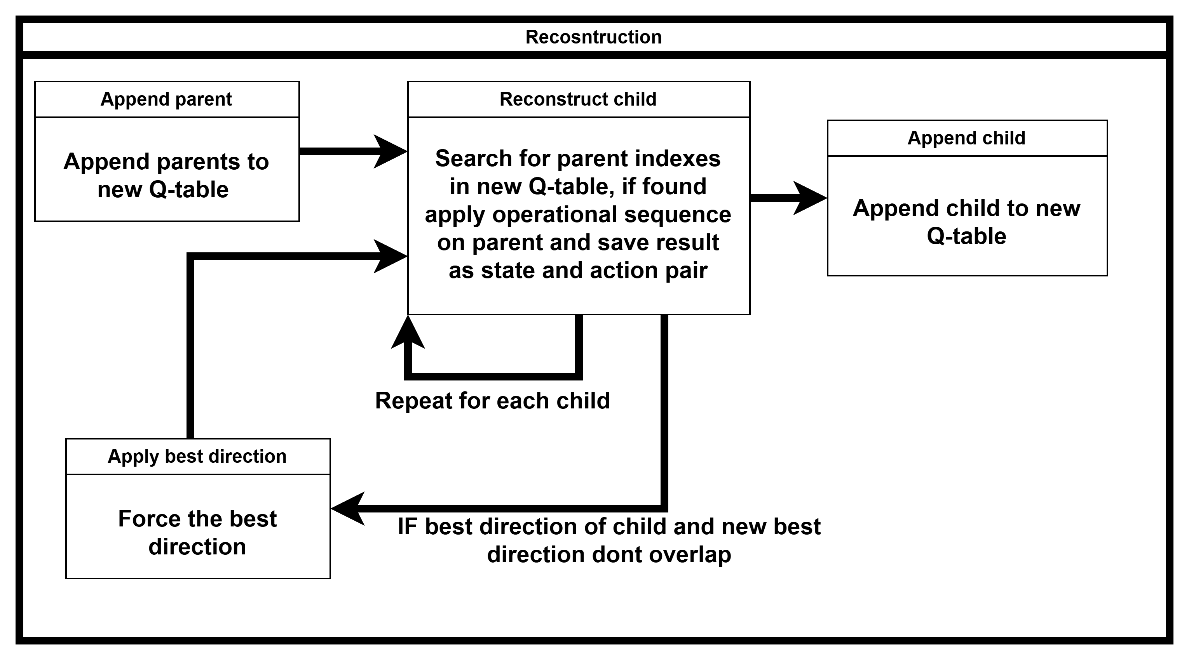 Recosntruction
Append parent
Append parents to
new Q-table
Reconstruct child
Search for parent indexes
in new Q-table, if found
apply operational sequence
on parent and save result
as state and action pair
Append child
Append child to new
Q-table
Repeat for each child
Apply best direction
Force the best
direction
IF best direction of child and new best
direction dont overlap